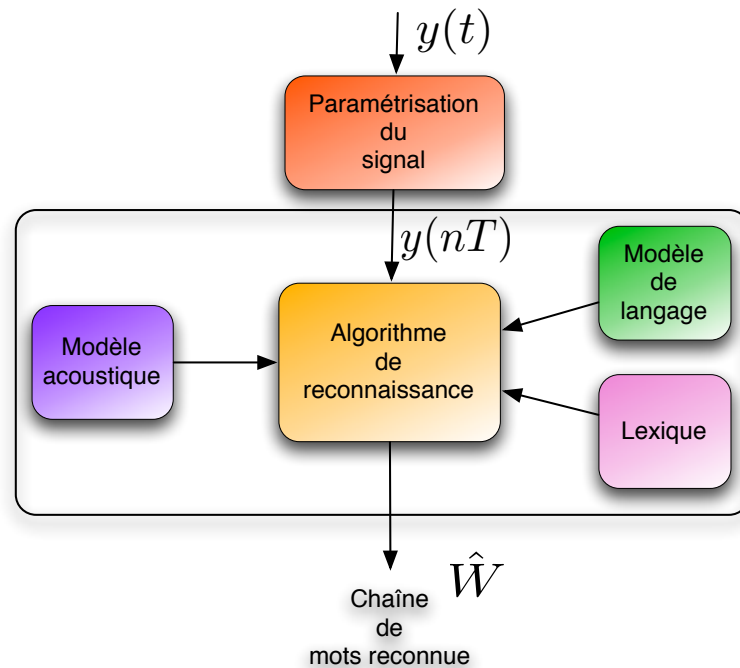 y(t)
Paramétrisation
du
signal
y(nT)
Modèle
de
langage
Modèle
acoustique
Algorithme
de
reconnaissance
Lexique
Ŵ
Chaîne
de
mots reconnue